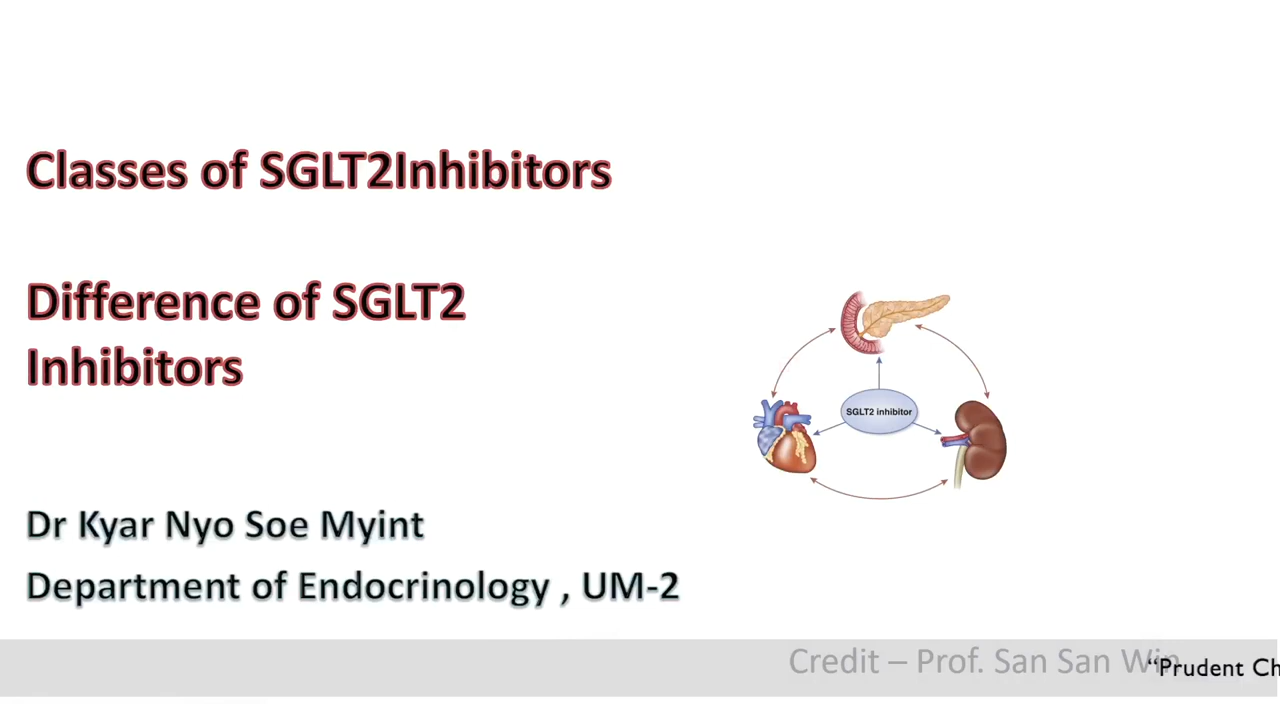 Classes of SGLT2Inhibitors
Difference of SGLT2
Inhibitors
SGLT2 inhibitor
Dr Kyar Nyo Soe Myint
Department of Endocrinology , UM-2
Credit – Prof. San San Win
“Prudent